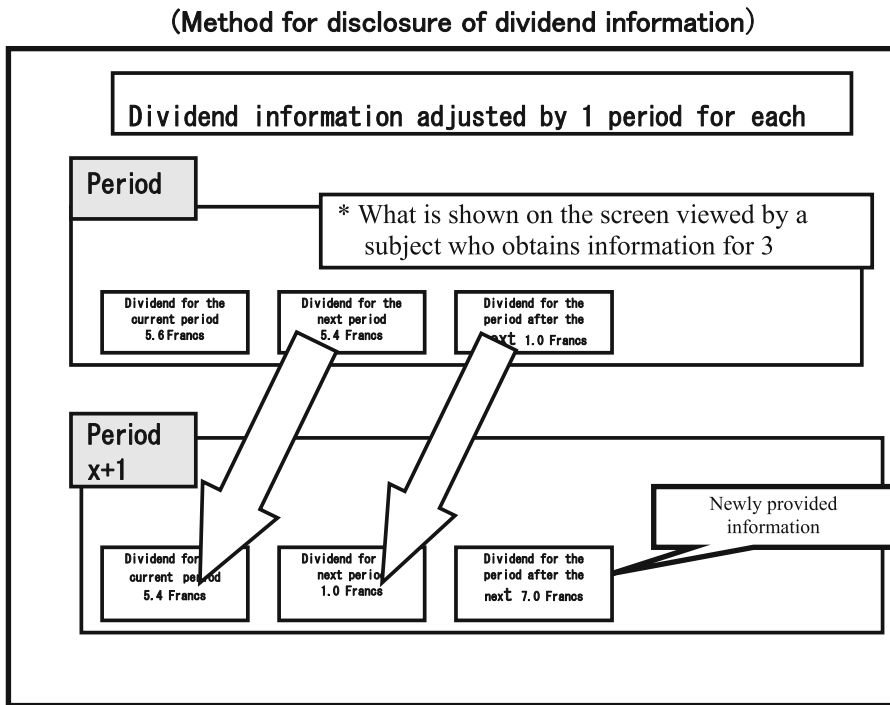 (Method for disclosure of dividend information)
Dividend information adjusted by 1 period for each
Period
* What is shown on the screen viewed by a
subject who obtains information for 3
Dividend for the
current period
5.6 Francs
Dividend for the
next period
5.4 Francs
Dividend for the
period after the
next 1.0 Francs
Period
x+1
Newly provided
information
Dividend for
current period
5.4 Francs
Dividend for
next period
1.0 Francs
Dividend for the
period after the
next 7.0 Francs